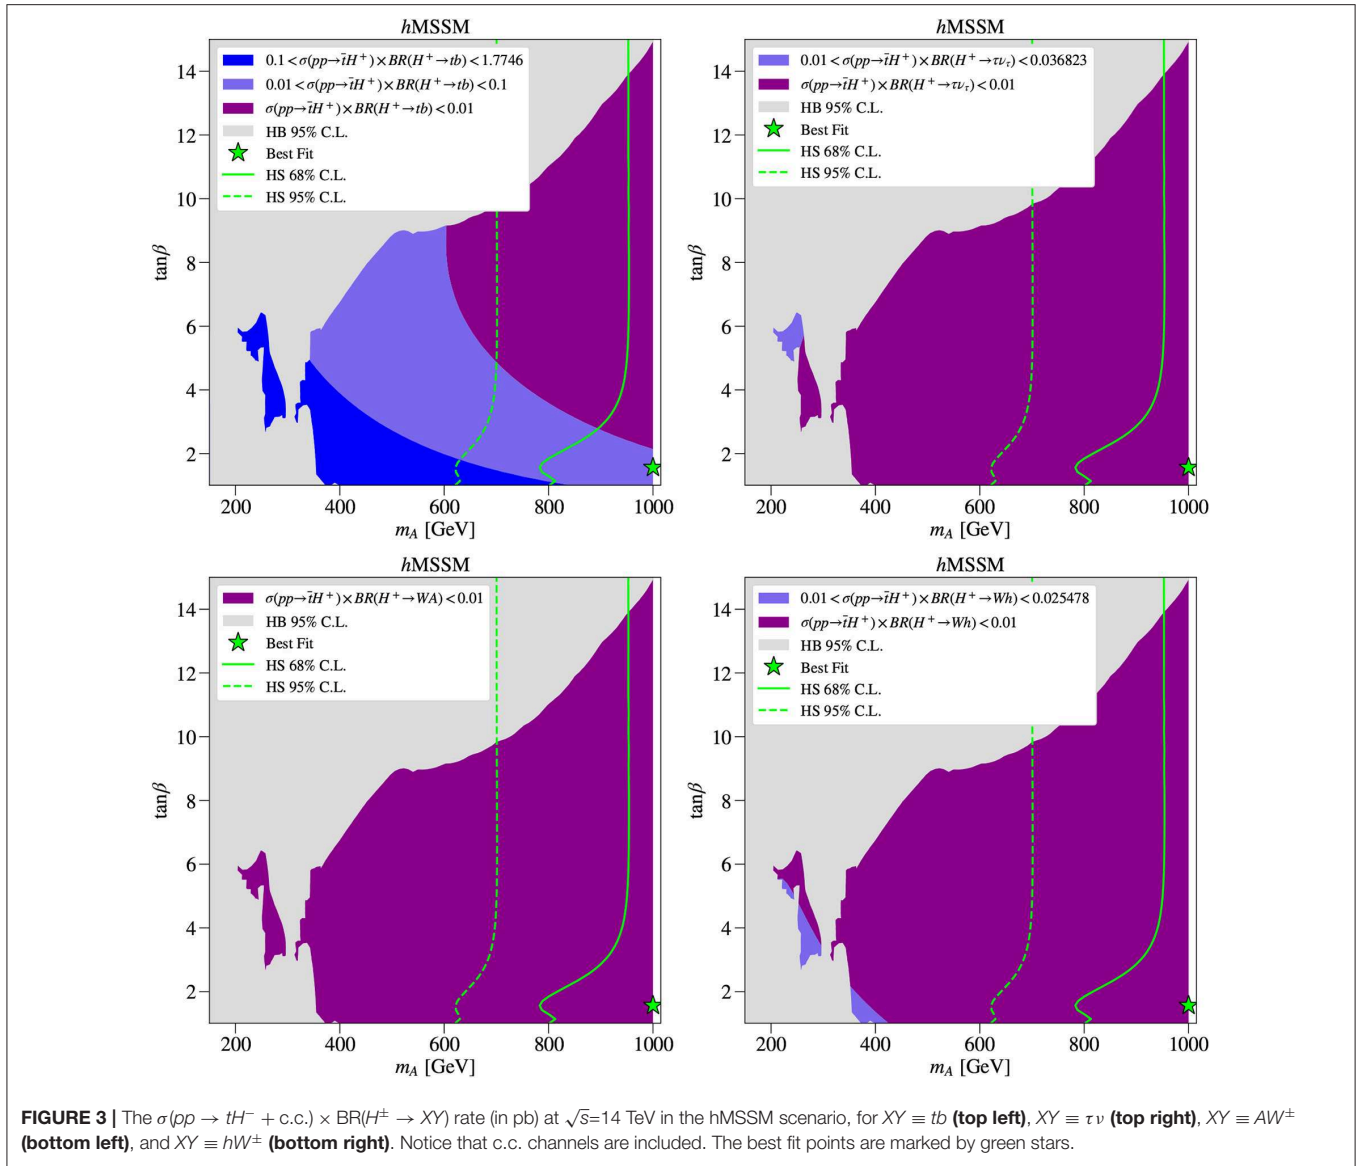 hMSSM
0.1 < σ(pp→t̄H⁺) × BR(H⁺→tb) < 1.7746
0.01 < σ(pp→t̄H⁺) × BR(H⁺→tb) < 0.1
σ(pp→t̄H⁺) × BR(H⁺→tb) < 0.01
HB 95% C.L.
Best Fit
HS 68% C.L.
HS 95% C.L.
tanβ
14
12
10
8
6
4
2
200 400 600 800 1000
m_A [GeV]
hMSSM
0.01 < σ(pp→t̄H⁺) × BR(H⁺→τν_τ) < 0.036823
σ(pp→t̄H⁺) × BR(H⁺→τν_τ) < 0.01
HB 95% C.L.
Best Fit
HS 68% C.L.
HS 95% C.L.
tanβ
14
12
10
8
6
4
2
200 400 600 800 1000
m_A [GeV]
hMSSM
σ(pp→t̄H⁺) × BR(H⁺→WA) < 0.01
HB 95% C.L.
Best Fit
HS 68% C.L.
HS 95% C.L.
tanβ
14
12
10
8
6
4
2
200 400 600 800 1000
m_A [GeV]
hMSSM
0.01 < σ(pp→t̄H⁺) × BR(H⁺→Wh) < 0.025478
σ(pp→t̄H⁺) × BR(H⁺→Wh) < 0.01
HB 95% C.L.
Best Fit
HS 68% C.L.
HS 95% C.L.
tanβ
14
12
10
8
6
4
2
200 400 600 800 1000
m_A [GeV]
FIGURE 3 | The σ(pp → tH⁻ + c.c.) × BR(H± → XY) rate (in pb) at √s=14 TeV in the hMSSM scenario, for XY ≡ tb (top left), XY ≡ τν (top right), XY ≡ AW±
(bottom left), and XY ≡ hW± (bottom right). Notice that c.c. channels are included. The best fit points are marked by green stars.